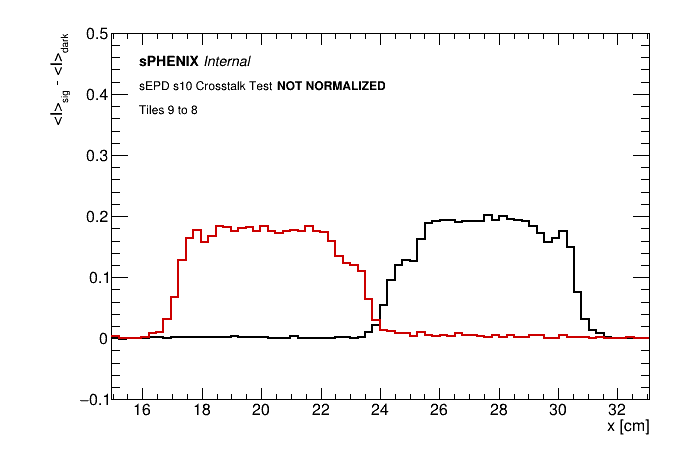 <I>sig - <I>dark
0.5
0.4
0.3
0.2
0.1
0
−0.1
sPHENIX Internal
sEPD s10 Crosstalk Test NOT NORMALIZED
Tiles 9 to 8
16 18 20 22 24 26 28 30 32
x [cm]